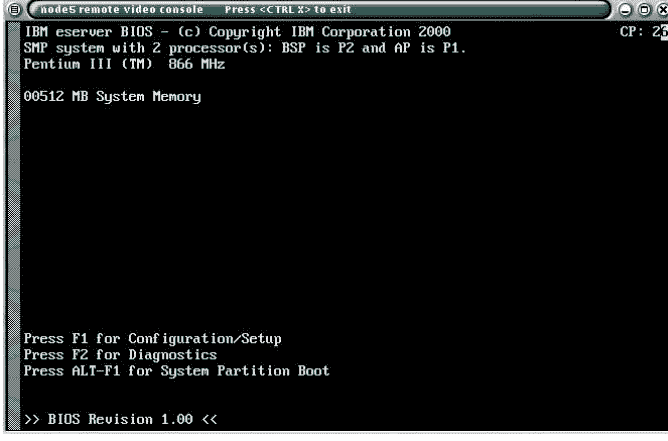 node5 remote video console Press <CTRL X> to exit
IBM eserver BIOS - (c) Copyright IBM Corporation 2000 CP: 26
SMP system with 2 processor(s): BSP is P2 and AP is P1.
Pentium III (TM) 866 MHz
00512 MB System Memory
Press F1 for Configuration/Setup
Press F2 for Diagnostics
Press ALT-F1 for System Partition Boot
>> BIOS Revision 1.00 <<